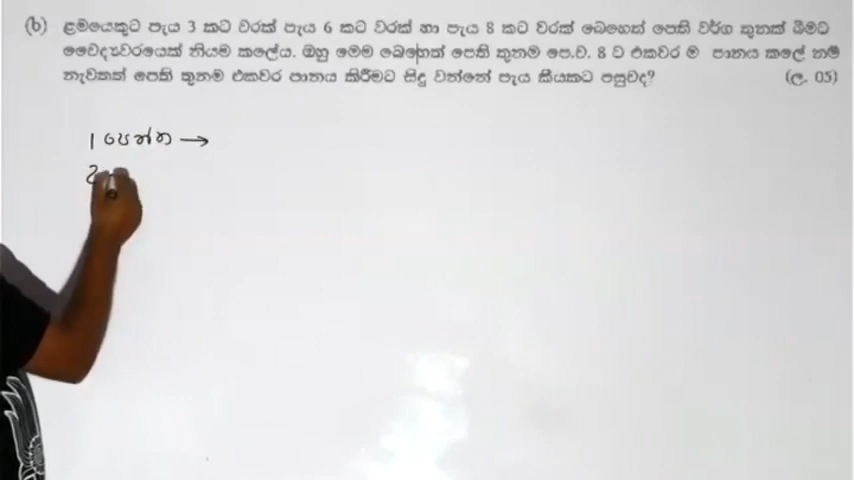 (b) ළමයෙකුට පැය 3 කට වරක් පැය 6 කට වරක් හා පැය 8 කට වරක් බෙහෙත් පෙති වර්ග තුනක් බීමට
වෛද්‍යවරයෙක් නියම කලේය. ඔහු මෙම බෙහෙත් පෙති තුනම පෙ.ව. 8 ට එකවර ම පානය කලේ නම්
නැවතත් පෙති තුනම එකවර පානය කිරීමට සිදු වන්නේ පැය කීයකට පසුවද? (ල. 05)
1 පෙත්ත →
2